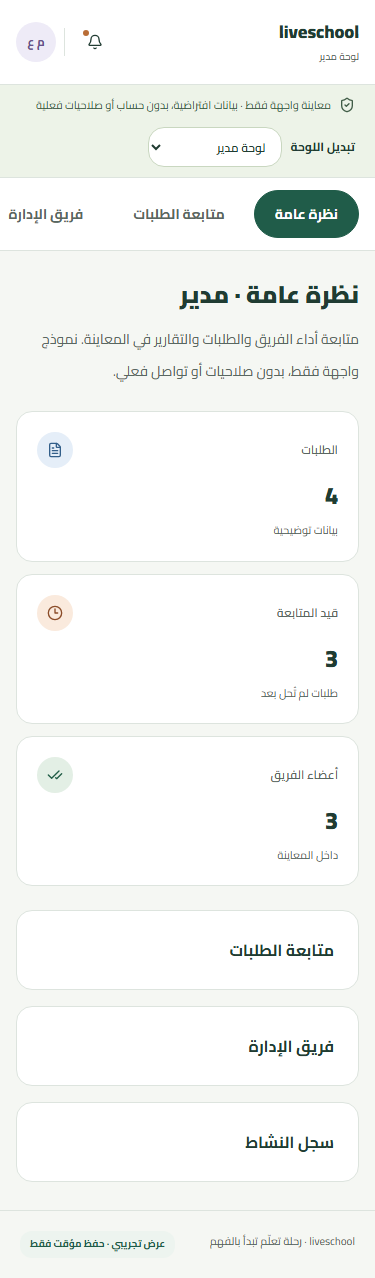 liveschool
لوحة مدير
م ع
معاينة واجهة فقط · بيانات افتراضية، بدون حساب أو صلاحيات فعلية
تبديل اللوحة
لوحة مدير
نظرة عامة
متابعة الطلبات
فريق الإدارة
نظرة عامة · مدير
متابعة أداء الفريق والطلبات والتقارير في المعاينة. نموذج
واجهة فقط، بدون صلاحيات أو تواصل فعلي.
الطلبات
4
بيانات توضيحية
قيد المتابعة
3
طلبات لم تُحل بعد
أعضاء الفريق
3
داخل المعاينة
متابعة الطلبات
فريق الإدارة
سجل النشاط
liveschool · رحلة تعلّم تبدأ بالفهم
عرض تجريبي · حفظ مؤقت فقط